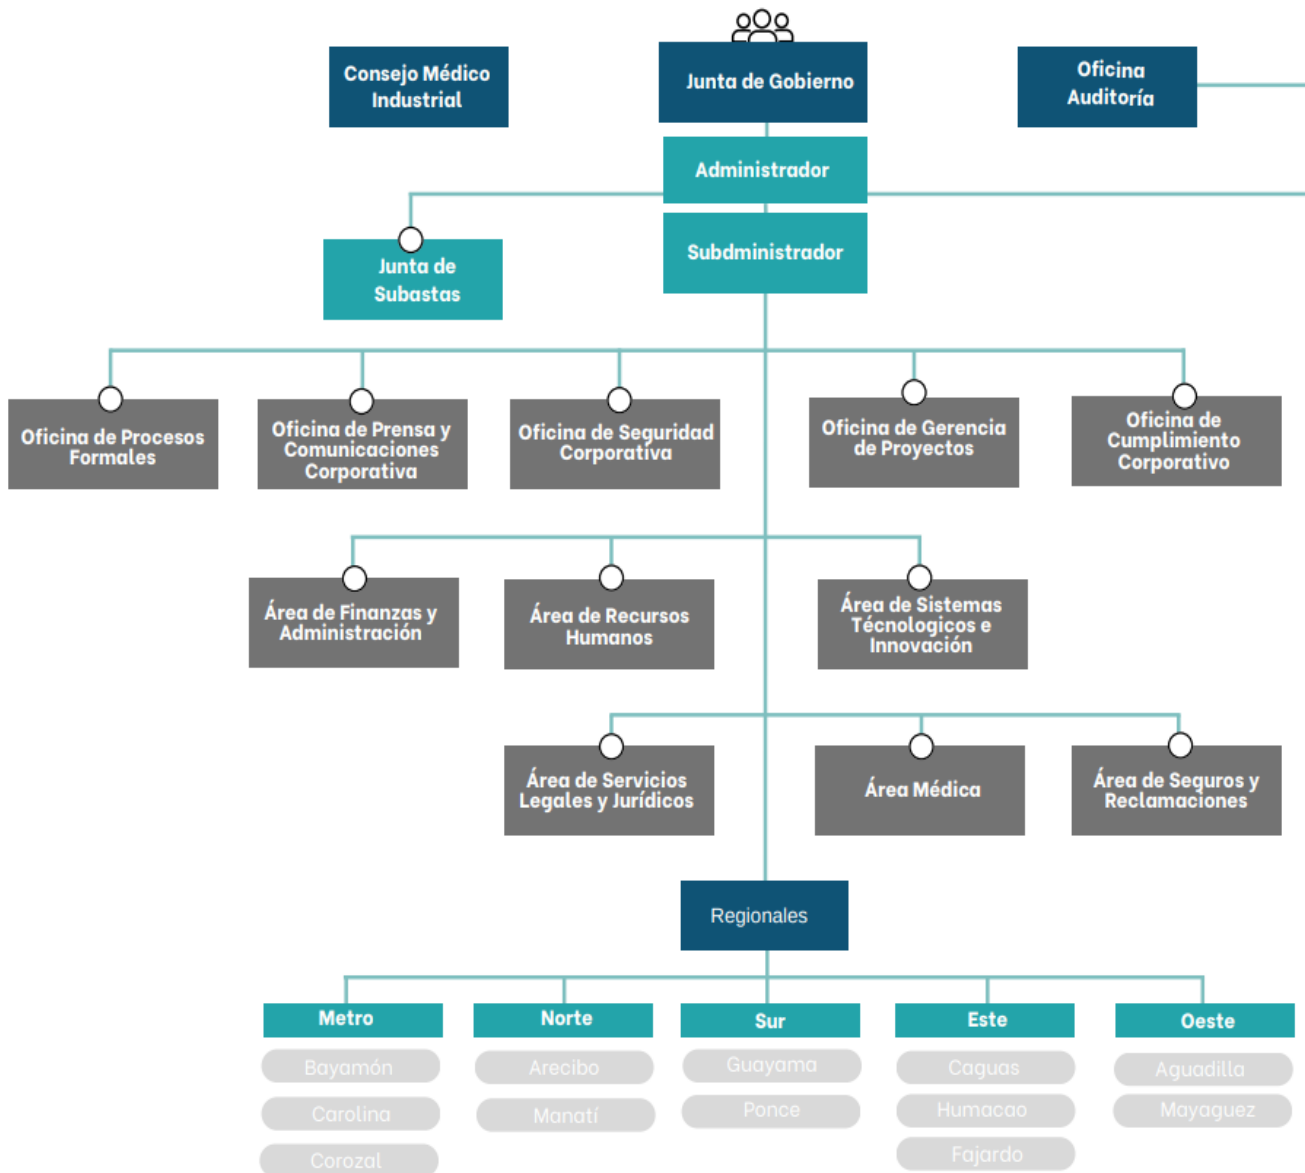 Consejo Médico
Industrial
Junta de Gobierno
Oficina
Auditoría
Administrador
Subdministrador
Junta de
Subastas
Oficina de Procesos
Formales
Oficina de Prensa y
Comunicaciones
Corporativa
Oficina de Seguridad
Corporativa
Oficina de Gerencia
de Proyectos
Oficina de
Cumplimiento
Corporativo
Área de Finanzas y
Administración
Área de Recursos
Humanos
Área de Sistemas
Técnologicos e
Innovación
Área de Servicios
Legales y Jurídicos
Área Médica
Área de Seguros y
Reclamaciones
Regionales
Metro
Bayamón
Carolina
Corozal
Norte
Arecibo
Manatí
Sur
Guayama
Ponce
Este
Caguas
Humacao
Fajardo
Oeste
Aguadilla
Mayaguez